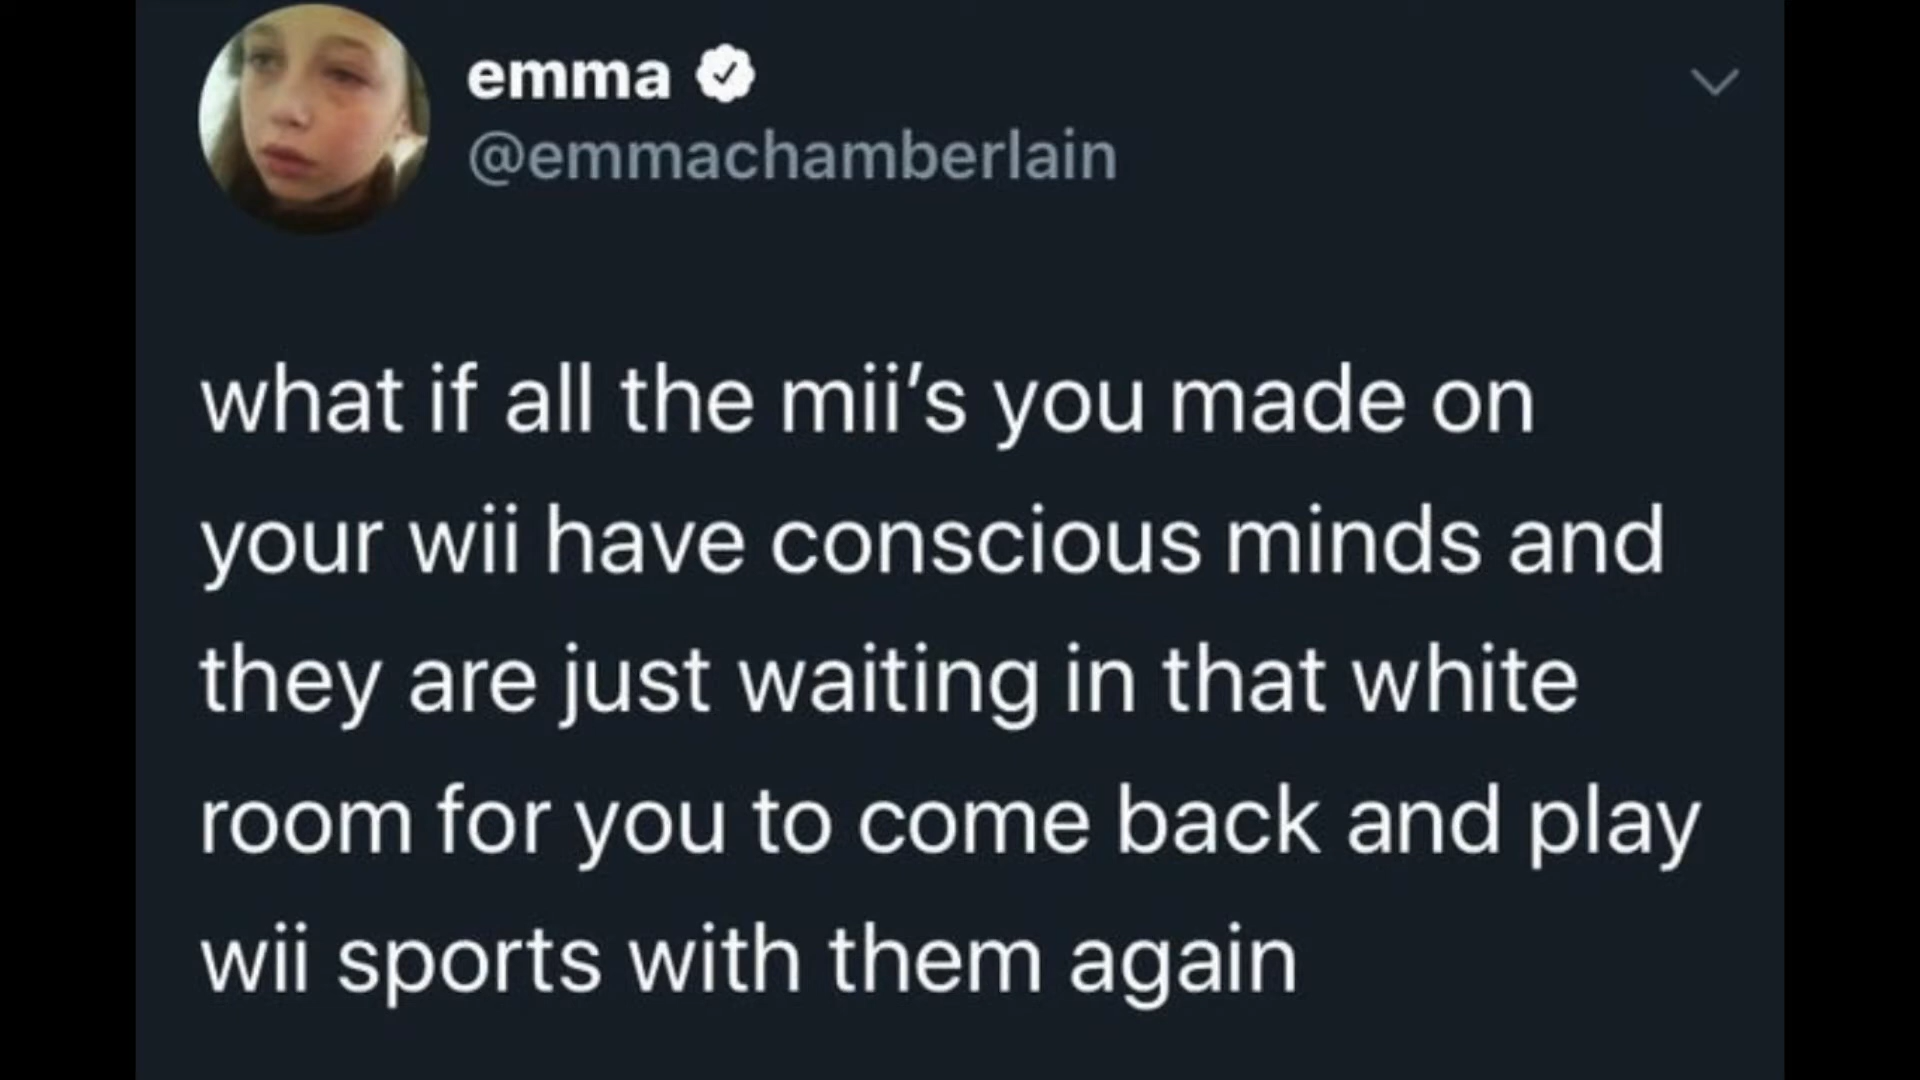 emma
@emmachamberlain
what if all the mii’s you made on
your wii have conscious minds and
they are just waiting in that white
room for you to come back and play
wii sports with them again